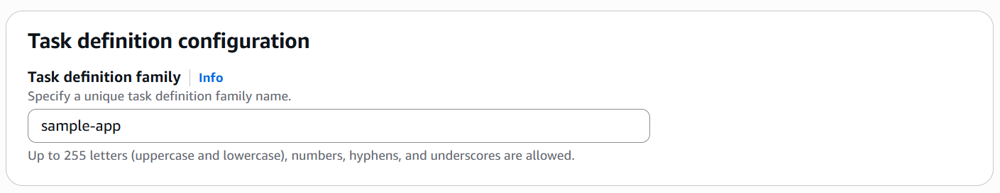 Task definition configuration
Task definition family Info
Specify a unique task definition family name.
sample-app
Up to 255 letters (uppercase and lowercase), numbers, hyphens, and underscores are allowed.